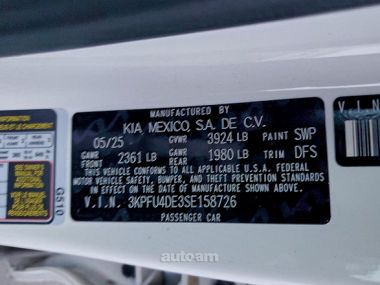 MANUFACTURED BY
KIA MEXICO, S.A. DE C.V.
05/25 GVWR 3924 LB PAINT SWP
GAWR FRONT 2361 LB GAWR REAR 1980 LB TRIM DFS
THIS VEHICLE CONFORMS TO ALL APPLICABLE U.S.A. FEDERAL
MOTOR VEHICLE SAFETY, BUMPER, AND THEFT PREVENTION STANDARDS
IN EFFECT ON THE DATE OF MANUFACTURE SHOWN ABOVE.
V.I.N. 3KPFU4DE3SE158726
PASSENGER CAR
G510
V.I.N
autoam